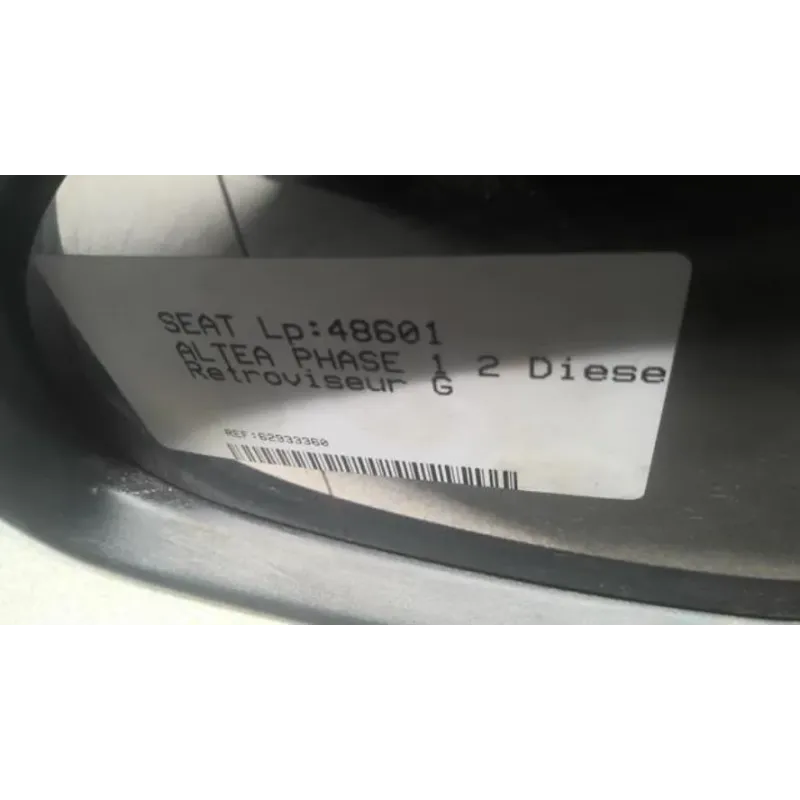 SEAT Lp:48601
ALTEA PHASE 1 2 Diese
Retroviseur G
REF:62933360